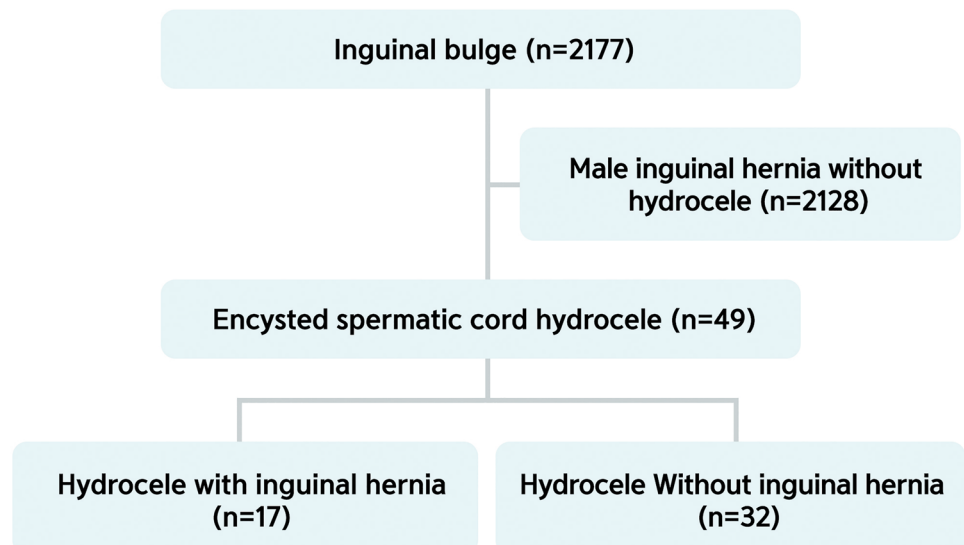 Inguinal bulge (n=2177)
Male inguinal hernia without
hydrocele (n=2128)
Encysted spermatic cord hydrocele (n=49)
Hydrocele with inguinal hernia
(n=17)
Hydrocele Without inguinal hernia
(n=32)